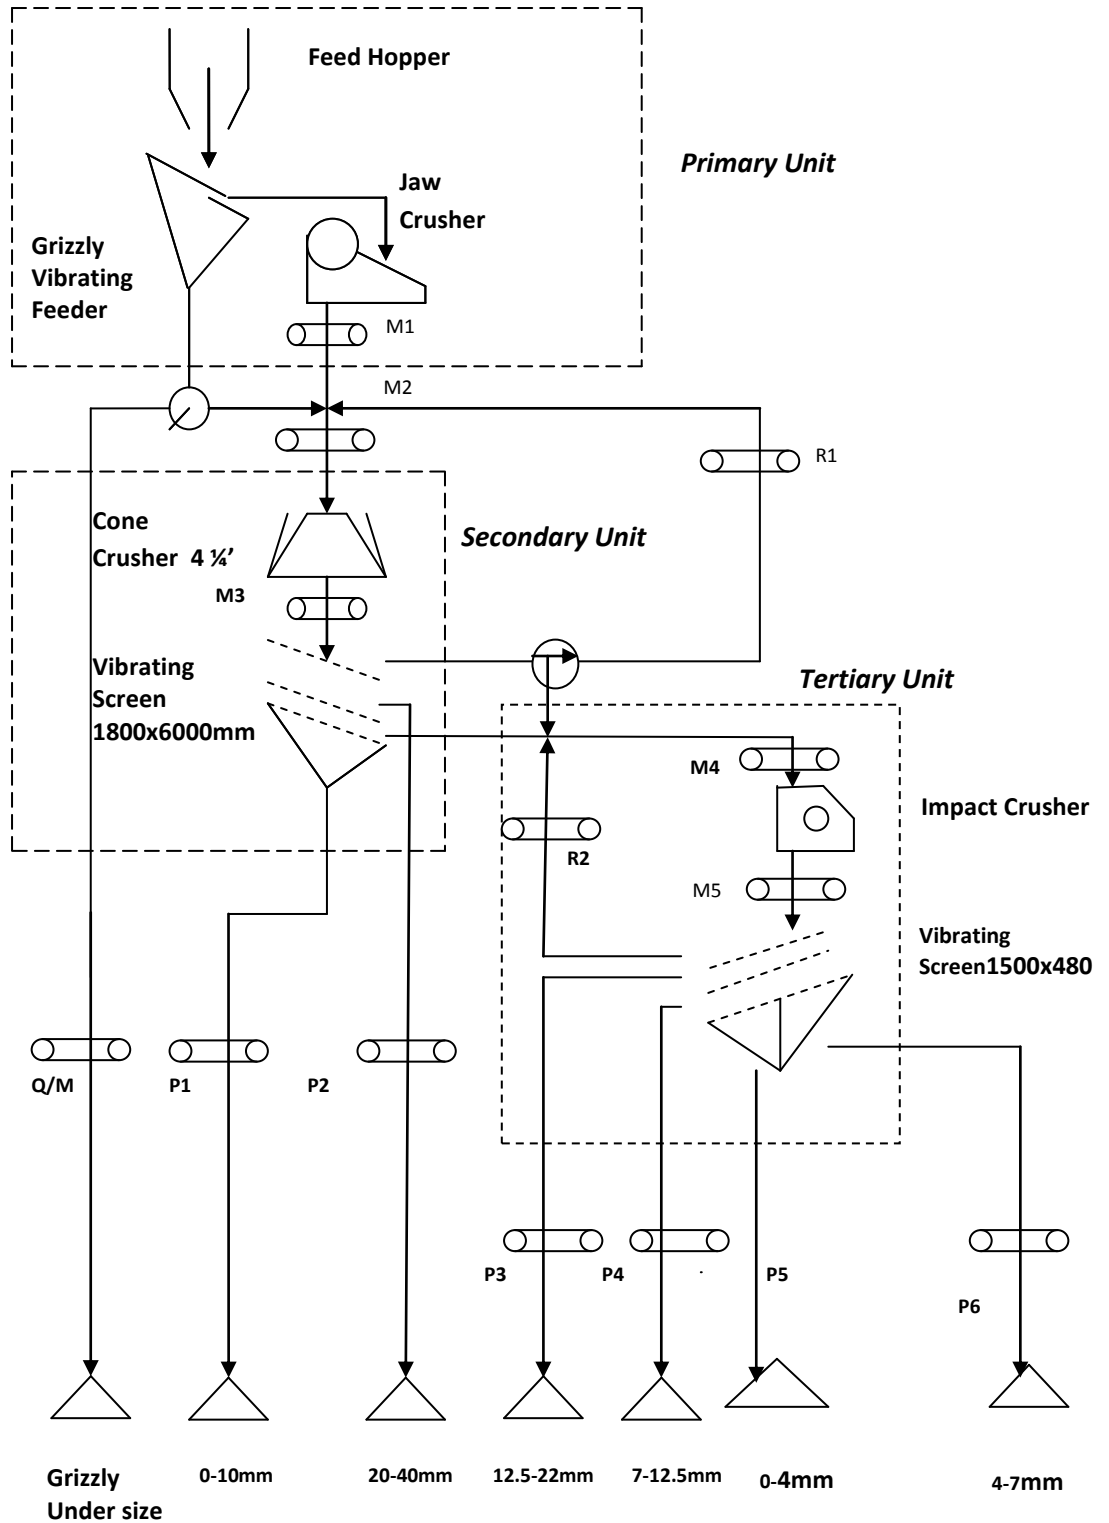 Feed Hopper
Primary Unit
Jaw
Crusher
Grizzly
Vibrating
Feeder
M1
M2
R1
Cone
Crusher 4 ¼’
Secondary Unit
M3
Vibrating
Screen
1800x6000mm
Tertiary Unit
M4
Impact Crusher
R2
M5
Vibrating
Screen1500x480
Q/M
P1
P2
P3
P4
P5
P6
Grizzly
Under size
0-10mm
20-40mm
12.5-22mm
7-12.5mm
0-4mm
4-7mm